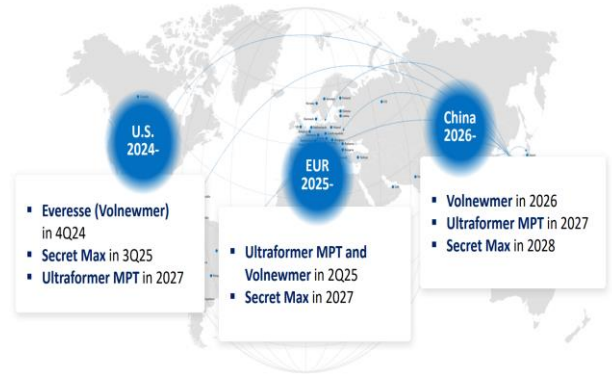 U.S.
2024-
▪ Everesse (Volnewmer)
in 4Q24
▪ Secret Max in 3Q25
▪ Ultraformer MPT in 2027
EUR
2025-
▪ Ultraformer MPT and
Volnewmer in 2Q25
▪ Secret Max in 2027
China
2026-
▪ Volnewmer in 2026
▪ Ultraformer MPT in 2027
▪ Secret Max in 2028